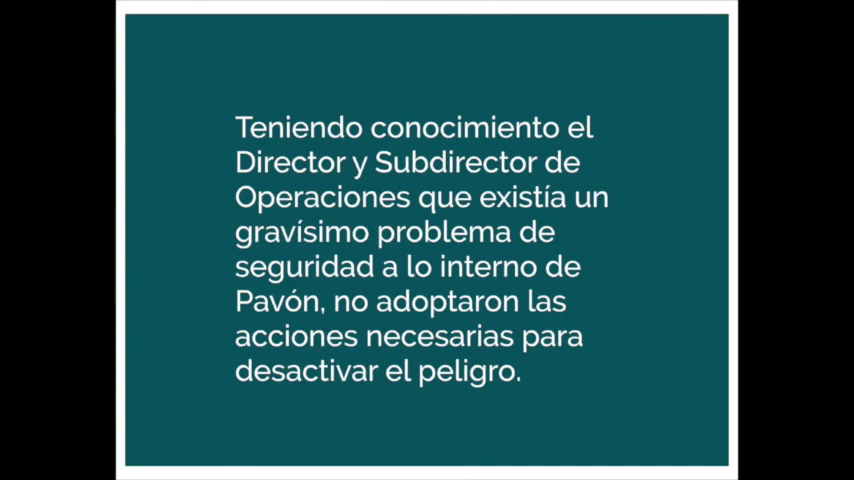 Teniendo conocimiento el
Director y Subdirector de
Operaciones que existía un
gravísimo problema de
seguridad a lo interno de
Pavón, no adoptaron las
acciones necesarias para
desactivar el peligro.